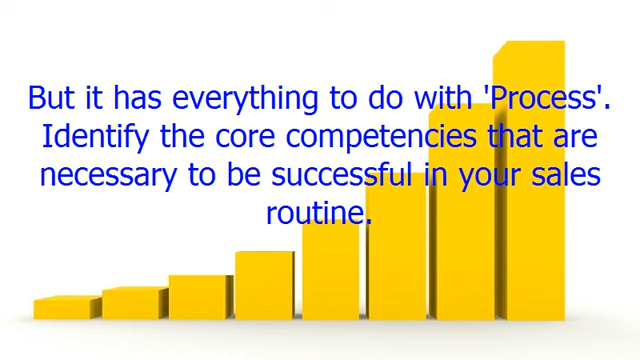 But it has everything to do with 'Process'.
Identify the core competencies that are
necessary to be successful in your sales
routine.